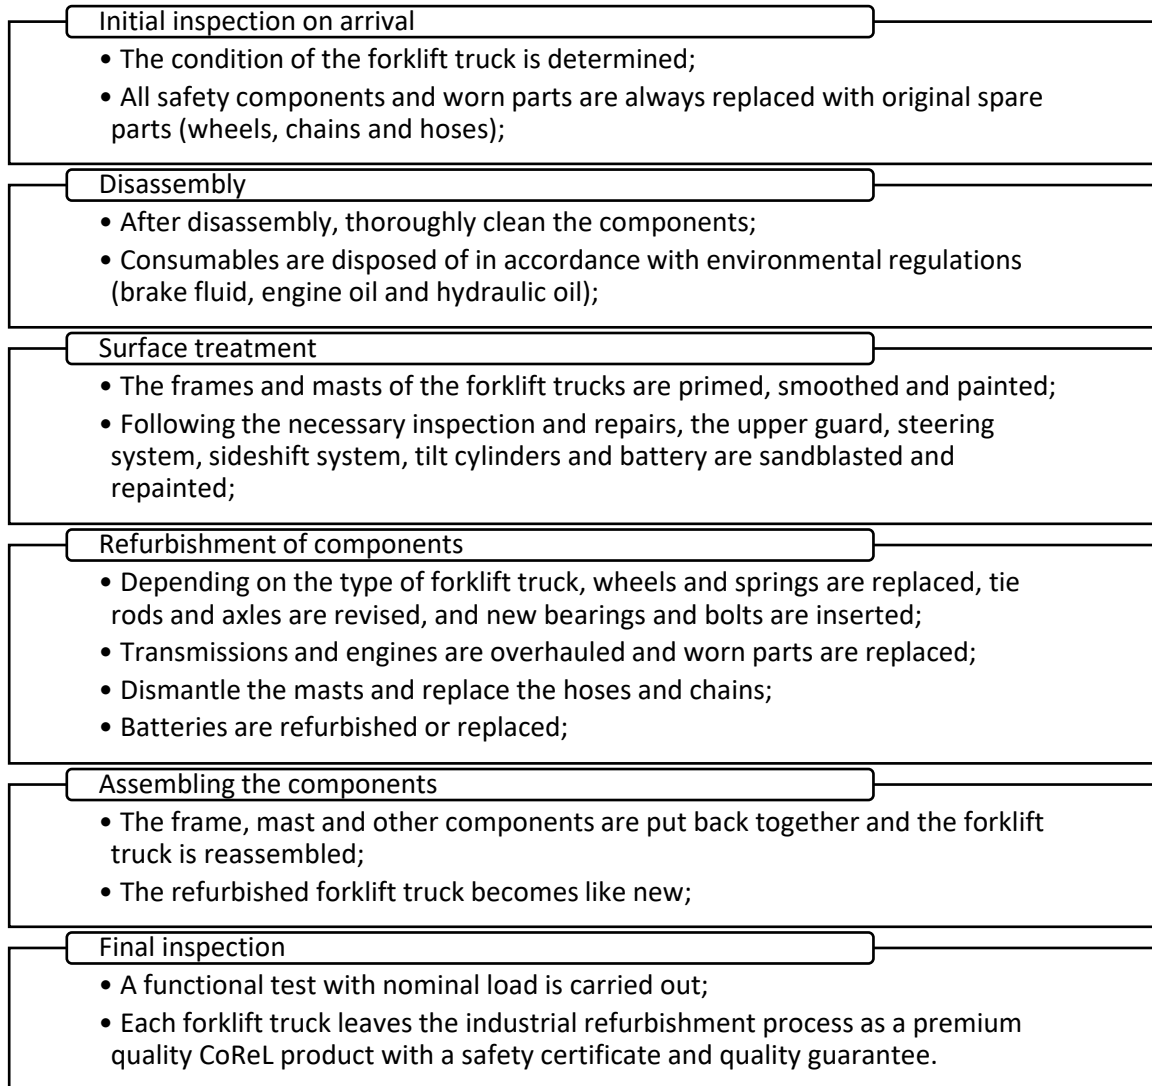 Initial inspection on arrival
• The condition of the forklift truck is determined;
• All safety components and worn parts are always replaced with original spare
parts (wheels, chains and hoses);
Disassembly
• After disassembly, thoroughly clean the components;
• Consumables are disposed of in accordance with environmental regulations
(brake fluid, engine oil and hydraulic oil);
Surface treatment
• The frames and masts of the forklift trucks are primed, smoothed and painted;
• Following the necessary inspection and repairs, the upper guard, steering
system, sideshift system, tilt cylinders and battery are sandblasted and
repainted;
Refurbishment of components
• Depending on the type of forklift truck, wheels and springs are replaced, tie
rods and axles are revised, and new bearings and bolts are inserted;
• Transmissions and engines are overhauled and worn parts are replaced;
• Dismantle the masts and replace the hoses and chains;
• Batteries are refurbished or replaced;
Assembling the components
• The frame, mast and other components are put back together and the forklift
truck is reassembled;
• The refurbished forklift truck becomes like new;
Final inspection
• A functional test with nominal load is carried out;
• Each forklift truck leaves the industrial refurbishment process as a premium
quality CoReL product with a safety certificate and quality guarantee.